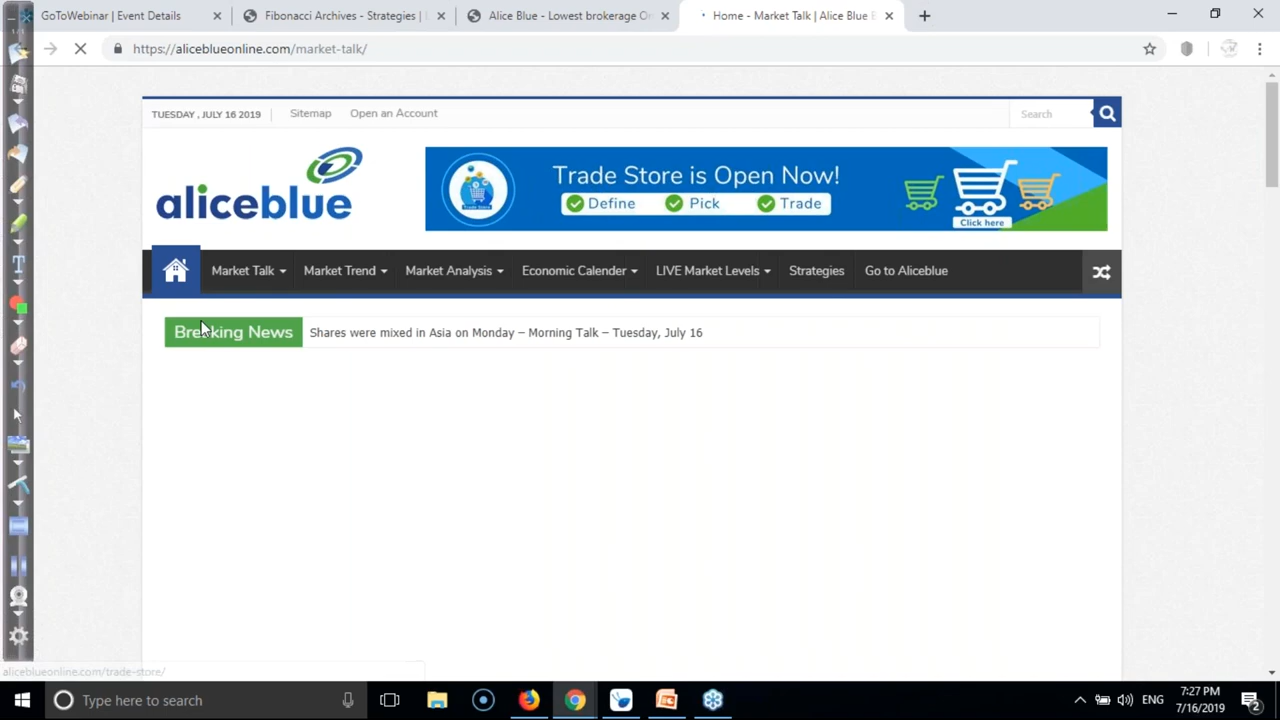 GoToWebinar | Event Details
Fibonacci Archives - Strategies |
Alice Blue - Lowest brokerage On
Home - Market Talk | Alice Blue B
https://aliceblueonline.com/market-talk/
TUESDAY , JULY 16 2019
Sitemap
Open an Account
Search
aliceblue
Trade Store is Open Now!
Define
Pick
Trade
Click here
Market Talk
Market Trend
Market Analysis
Economic Calender
LIVE Market Levels
Strategies
Go to Aliceblue
Breaking News
Shares were mixed in Asia on Monday – Morning Talk – Tuesday, July 16
aliceblueonline.com/trade-store/
Type here to search
ENG
7:27 PM
7/16/2019
2